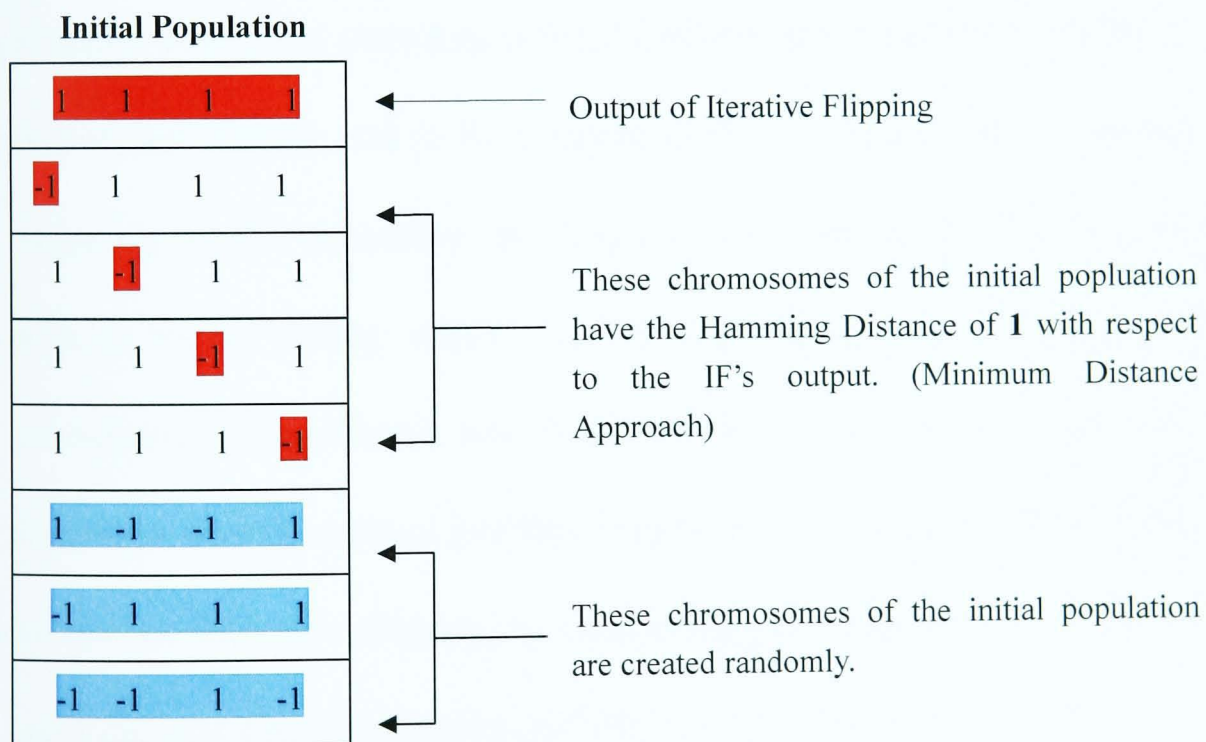 Initial Population
1 1 1 1
Output of Iterative Flipping
-1 1 1 1
1 -1 1 1
1 1 -1 1
1 1 1 -1
These chromosomes of the initial popluation
have the Hamming Distance of 1 with respect
to the IF's output. (Minimum Distance
Approach)
1 -1 -1 1
-1 1 1 1
-1 -1 1 -1
These chromosomes of the initial population
are created randomly.